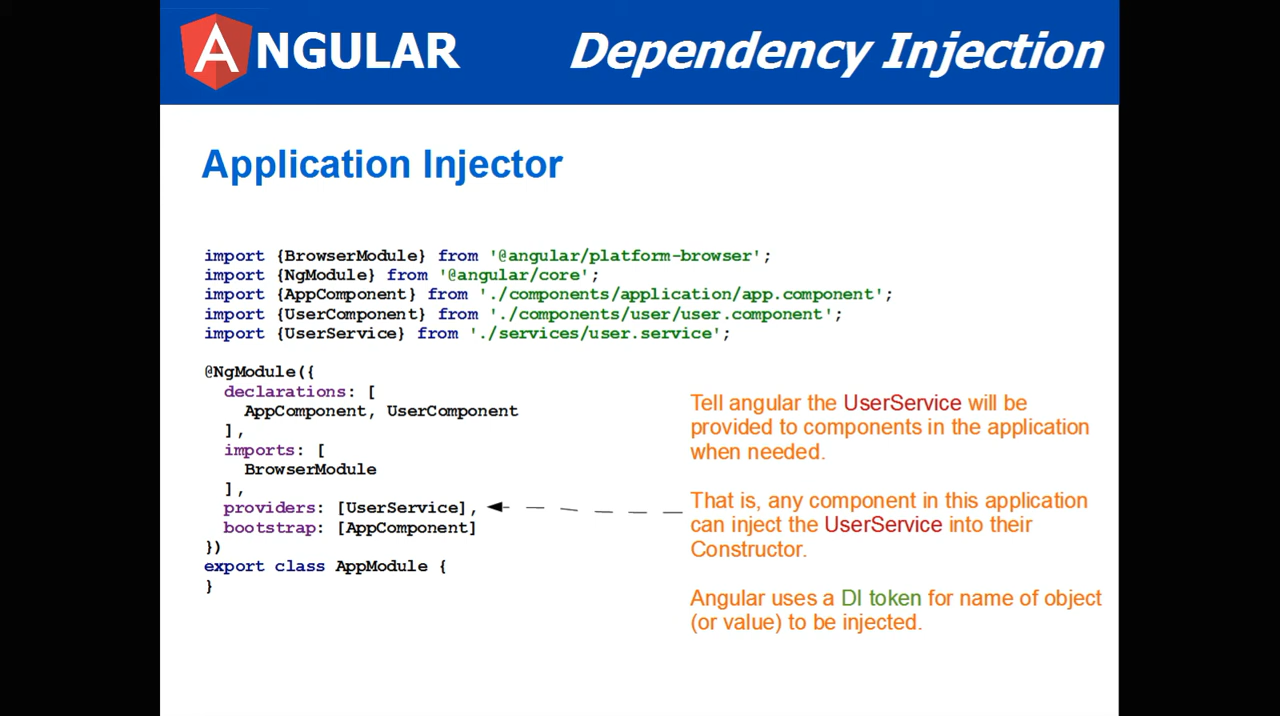 ANGULAR Dependency Injection
Application Injector
import {BrowserModule} from '@angular/platform-browser';
import {NgModule} from '@angular/core';
import {AppComponent} from './components/application/app.component';
import {UserComponent} from './components/user/user.component';
import {UserService} from './services/user.service';
@NgModule({
declarations: [
AppComponent, UserComponent
],
imports: [
BrowserModule
],
providers: [UserService],
bootstrap: [AppComponent]
})
export class AppModule {
}
Tell angular the UserService will be
provided to components in the application
when needed.
That is, any component in this application
can inject the UserService into their
Constructor.
Angular uses a DI token for name of object
(or value) to be injected.